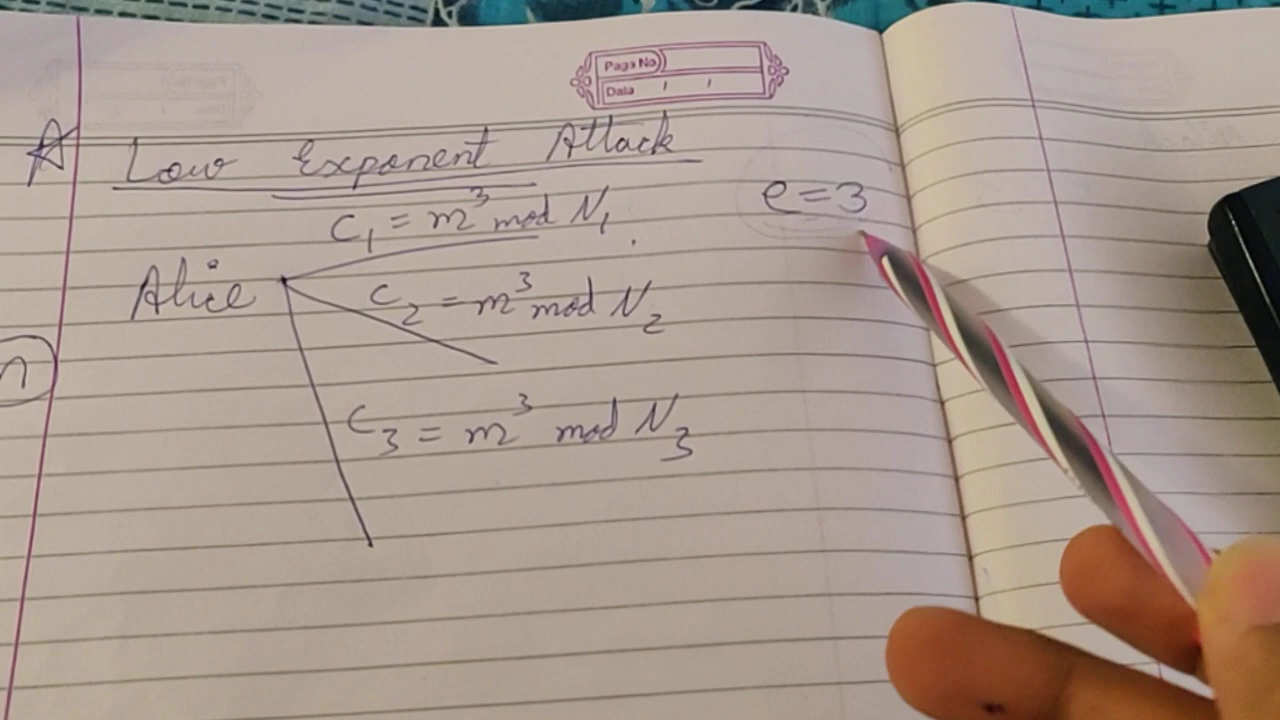 Page No
Data / /
Low Exponent Attack
e=3
C₁ = m³ mod N₁
Alice
C₂ = m³ mod N₂
n
C₃ = m³ mod N₃